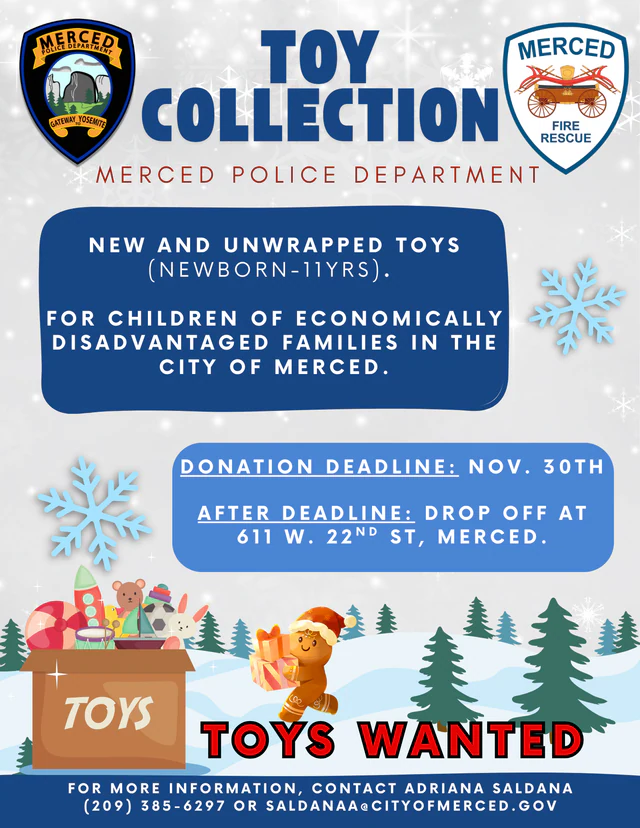 MERCED
POLICE DEPARTMENT
GATEWAY TO YOSEMITE
TOY
COLLECTION
MERCED
FIRE
RESCUE
MERCED POLICE DEPARTMENT
NEW AND UNWRAPPED TOYS
(NEWBORN-11YRS).
FOR CHILDREN OF ECONOMICALLY
DISADVANTAGED FAMILIES IN THE
CITY OF MERCED.
DONATION DEADLINE: NOV. 30TH
AFTER DEADLINE: DROP OFF AT
611 W. 22ND ST, MERCED.
TOYS
TOYS WANTED
FOR MORE INFORMATION, CONTACT ADRIANA SALDANA
(209) 385-6297 OR SALDANAA@CITYOFMERCED.GOV